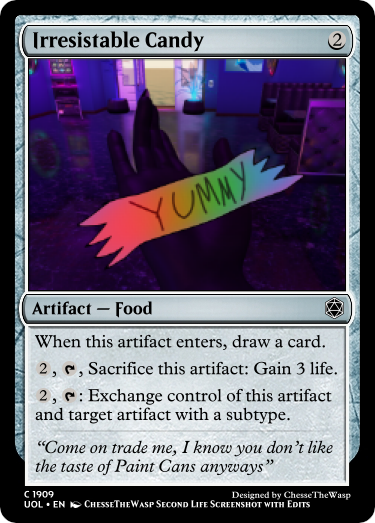 Irresistable Candy 2
YUMMY
Artifact — Food
When this artifact enters, draw a card.
2, , Sacrifice this artifact: Gain 3 life.
2, : Exchange control of this artifact
and target artifact with a subtype.
“Come on trade me, I know you don’t like
the taste of Paint Cans anyways”
C 1909
Designed by ChesseTheWasp
UOL • EN ChesseTheWasp Second Life Screenshot with Edits